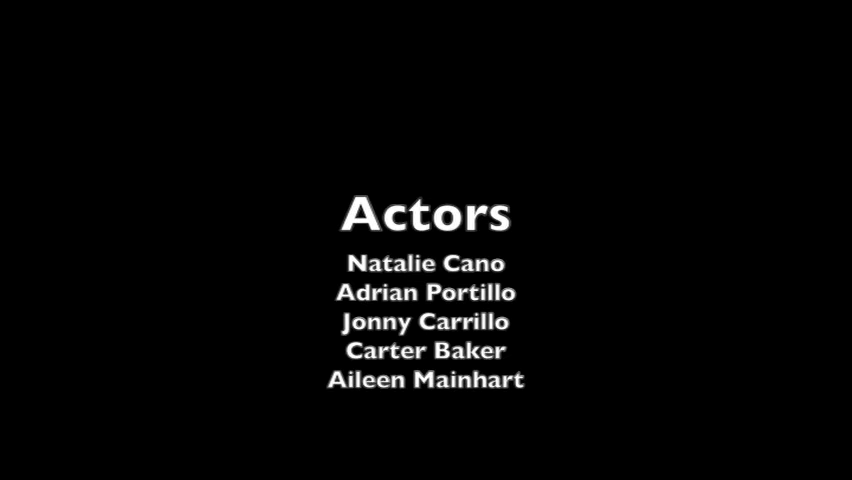 Actors
Natalie Cano
Adrian Portillo
Jonny Carrillo
Carter Baker
Aileen Mainhart